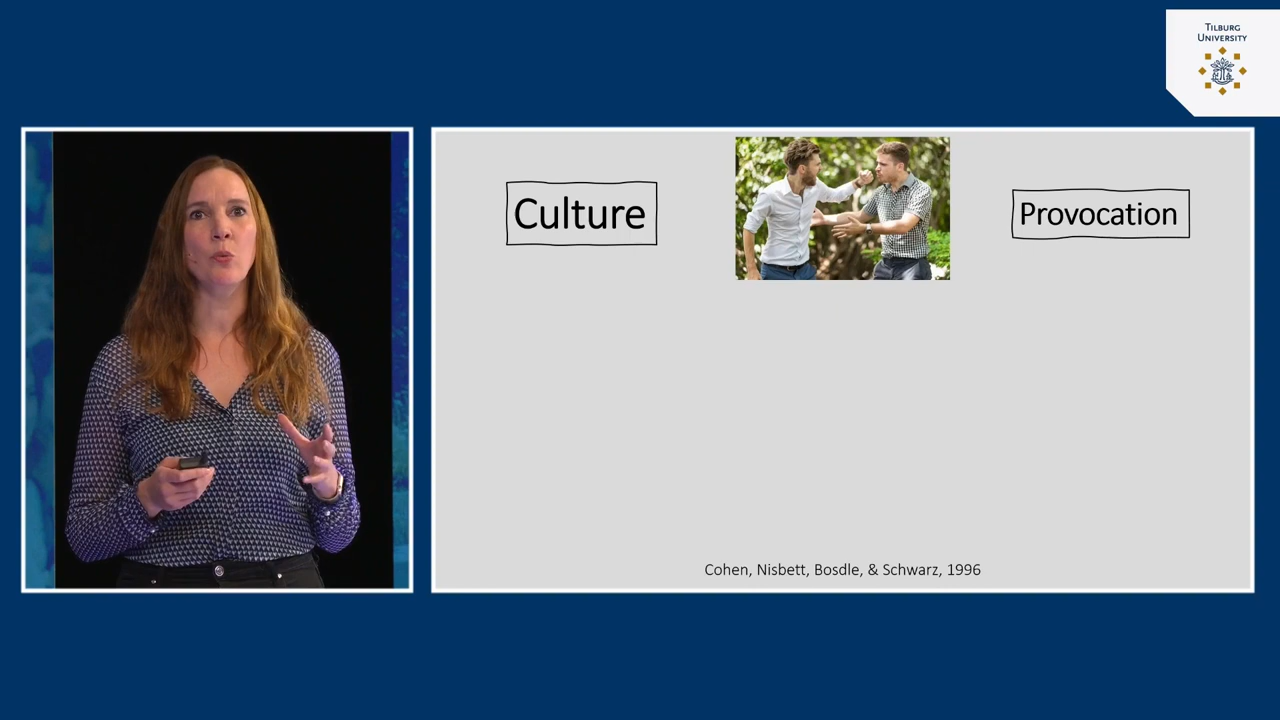 TILBURG
UNIVERSITY
Culture
Provocation
Cohen, Nisbett, Bosdle, & Schwarz, 1996